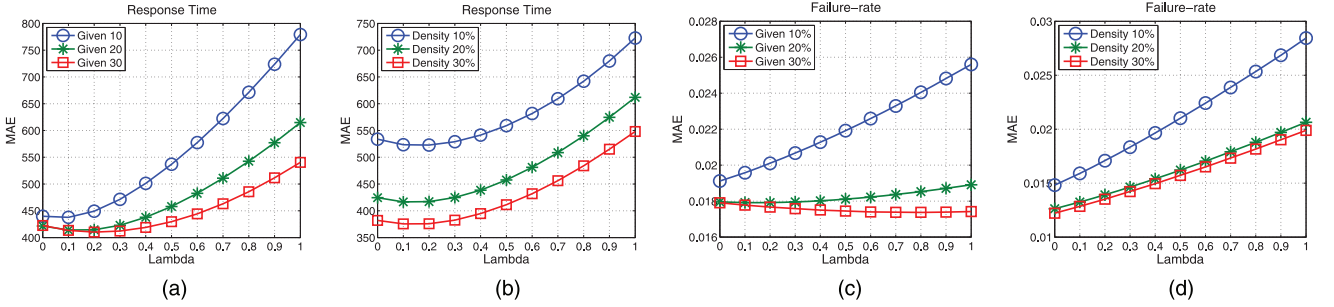 Response Time
800
750
700
650
600
550
500
450
400
MAE
Given 10
Given 20
Given 30
0 0.1 0.2 0.3 0.4 0.5 0.6 0.7 0.8 0.9 1
Lambda
(a)
Response Time
750
700
650
600
550
500
450
400
350
MAE
Density 10%
Density 20%
Density 30%
0 0.1 0.2 0.3 0.4 0.5 0.6 0.7 0.8 0.9 1
Lambda
(b)
Failure-rate
0.028
0.026
0.024
0.022
0.02
0.018
0.016
MAE
Given 10%
Given 20%
Given 30%
0 0.1 0.2 0.3 0.4 0.5 0.6 0.7 0.8 0.9 1
Lambda
(c)
Failure-rate
0.03
0.025
0.02
0.015
0.01
MAE
Density 10%
Density 20%
Density 30%
0 0.1 0.2 0.3 0.4 0.5 0.6 0.7 0.8 0.9 1
Lambda
(d)